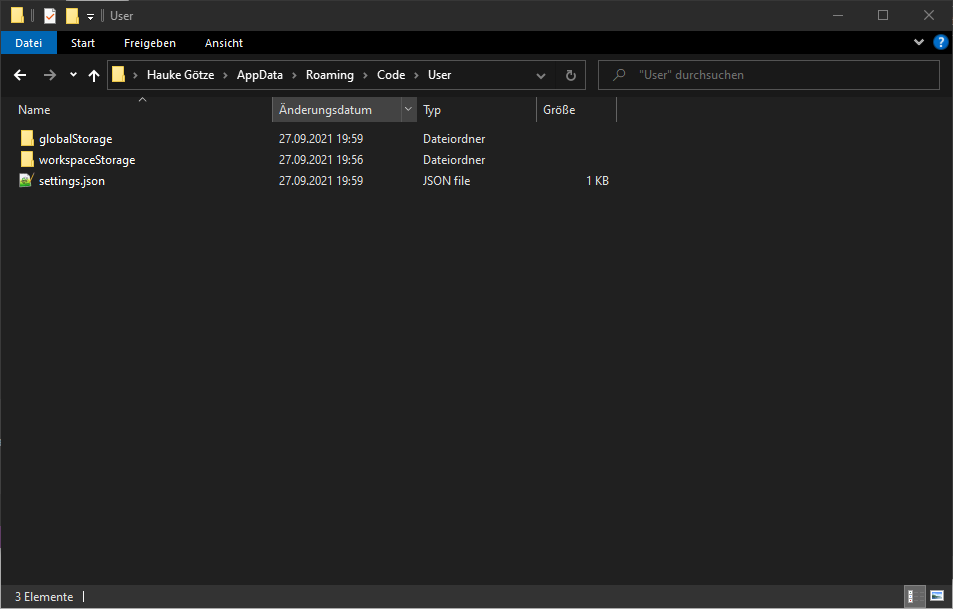 User
Datei Start Freigeben Ansicht
Hauke Götze AppData Roaming Code User "User" durchsuchen
Name Änderungsdatum Typ Größe
globalStorage 27.09.2021 19:59 Dateiordner
workspaceStorage 27.09.2021 19:56 Dateiordner
settings.json 27.09.2021 19:59 JSON file 1 KB
3 Elemente